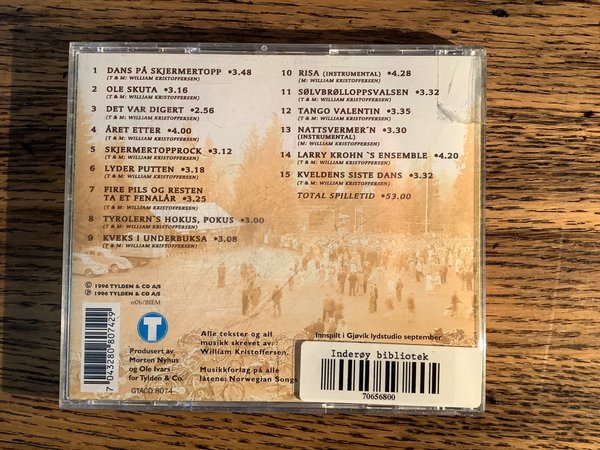 1 DANS PÅ SKJERMERTOPP •3.48
(T & M: WILLIAM KRISTOFFERSEN)
2 OLE SKUTA •3.16
(T & M: WILLIAM KRISTOFFERSEN)
3 DET VAR DIGERT •2.56
(T & M: WILLIAM KRISTOFFERSEN)
4 ÅRET ETTER •4.00
(T & M: WILLIAM KRISTOFFERSEN)
5 SKJERMERTOPPROCK •3.12
(T & M: WILLIAM KRISTOFFERSEN)
6 LYDER PUTTEN •3.18
(T & M: WILLIAM KRISTOFFERSEN)
7 FIRE PILS OG RESTEN
TA ET FENALÅR •3.25
(T & M: WILLIAM KRISTOFFERSEN)
8 TYROLERN`S HOKUS, POKUS •3.00
(T & M: WILLIAM KRISTOFFERSEN)
9 KVEKS I UNDERBUKSA •3.08
(T & M: WILLIAM KRISTOFFERSEN)
10 RISA (INSTRUMENTAL) •4.28
(M: WILLIAM KRISTOFFERSEN)
11 SØLVBRØLLOPPSVALSEN •3.32
(T & M: WILLIAM KRISTOFFERSEN)
12 TANGO VALENTIN •3.35
(T & M: WILLIAM KRISTOFFERSEN)
13 NATTSVERMER'N •3.30
(INSTRUMENTAL)
(M: WILLIAM KRISTOFFERSEN)
14 LARRY KROHN`S ENSEMBLE •4.20
(T & M: WILLIAM KRISTOFFERSEN)
15 KVELDENS SISTE DANS •3.32
(T & M: WILLIAM KRISTOFFERSEN)
TOTAL SPILLETID •53.00
© 1996 TYLDEN & CO A/S
℗ 1996 TYLDEN & CO A/S
n©b/BIEM
7 043280 807429
T
Produsert av
Morten Nyhus
og Ole Ivars
for Tylden & Co.
GTACD 8074
Alle tekster og all
musikk skrevet av:
William Kristoffersen.
Musikkforlag på alle
låtene: Norwegian Songs
Innspilt i Gjøvik lydstudio september
Inderøy bibliotek
70656800